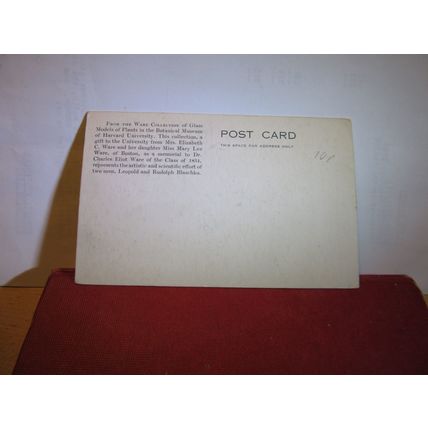 From the Ware Collection of Glass
Models of Plants in the Botanical Museum
of Harvard University. This collection, a
gift to the University from Mrs. Elizabeth
C. Ware and her daughter Miss Mary Lee
Ware, of Boston, as a memorial to Dr.
Charles Eliot Ware of the Class of 1834,
represents the artistic and scientific effort of
two men, Leopold and Rudolph Blaschka.
POST CARD
THIS SPACE FOR ADDRESS ONLY